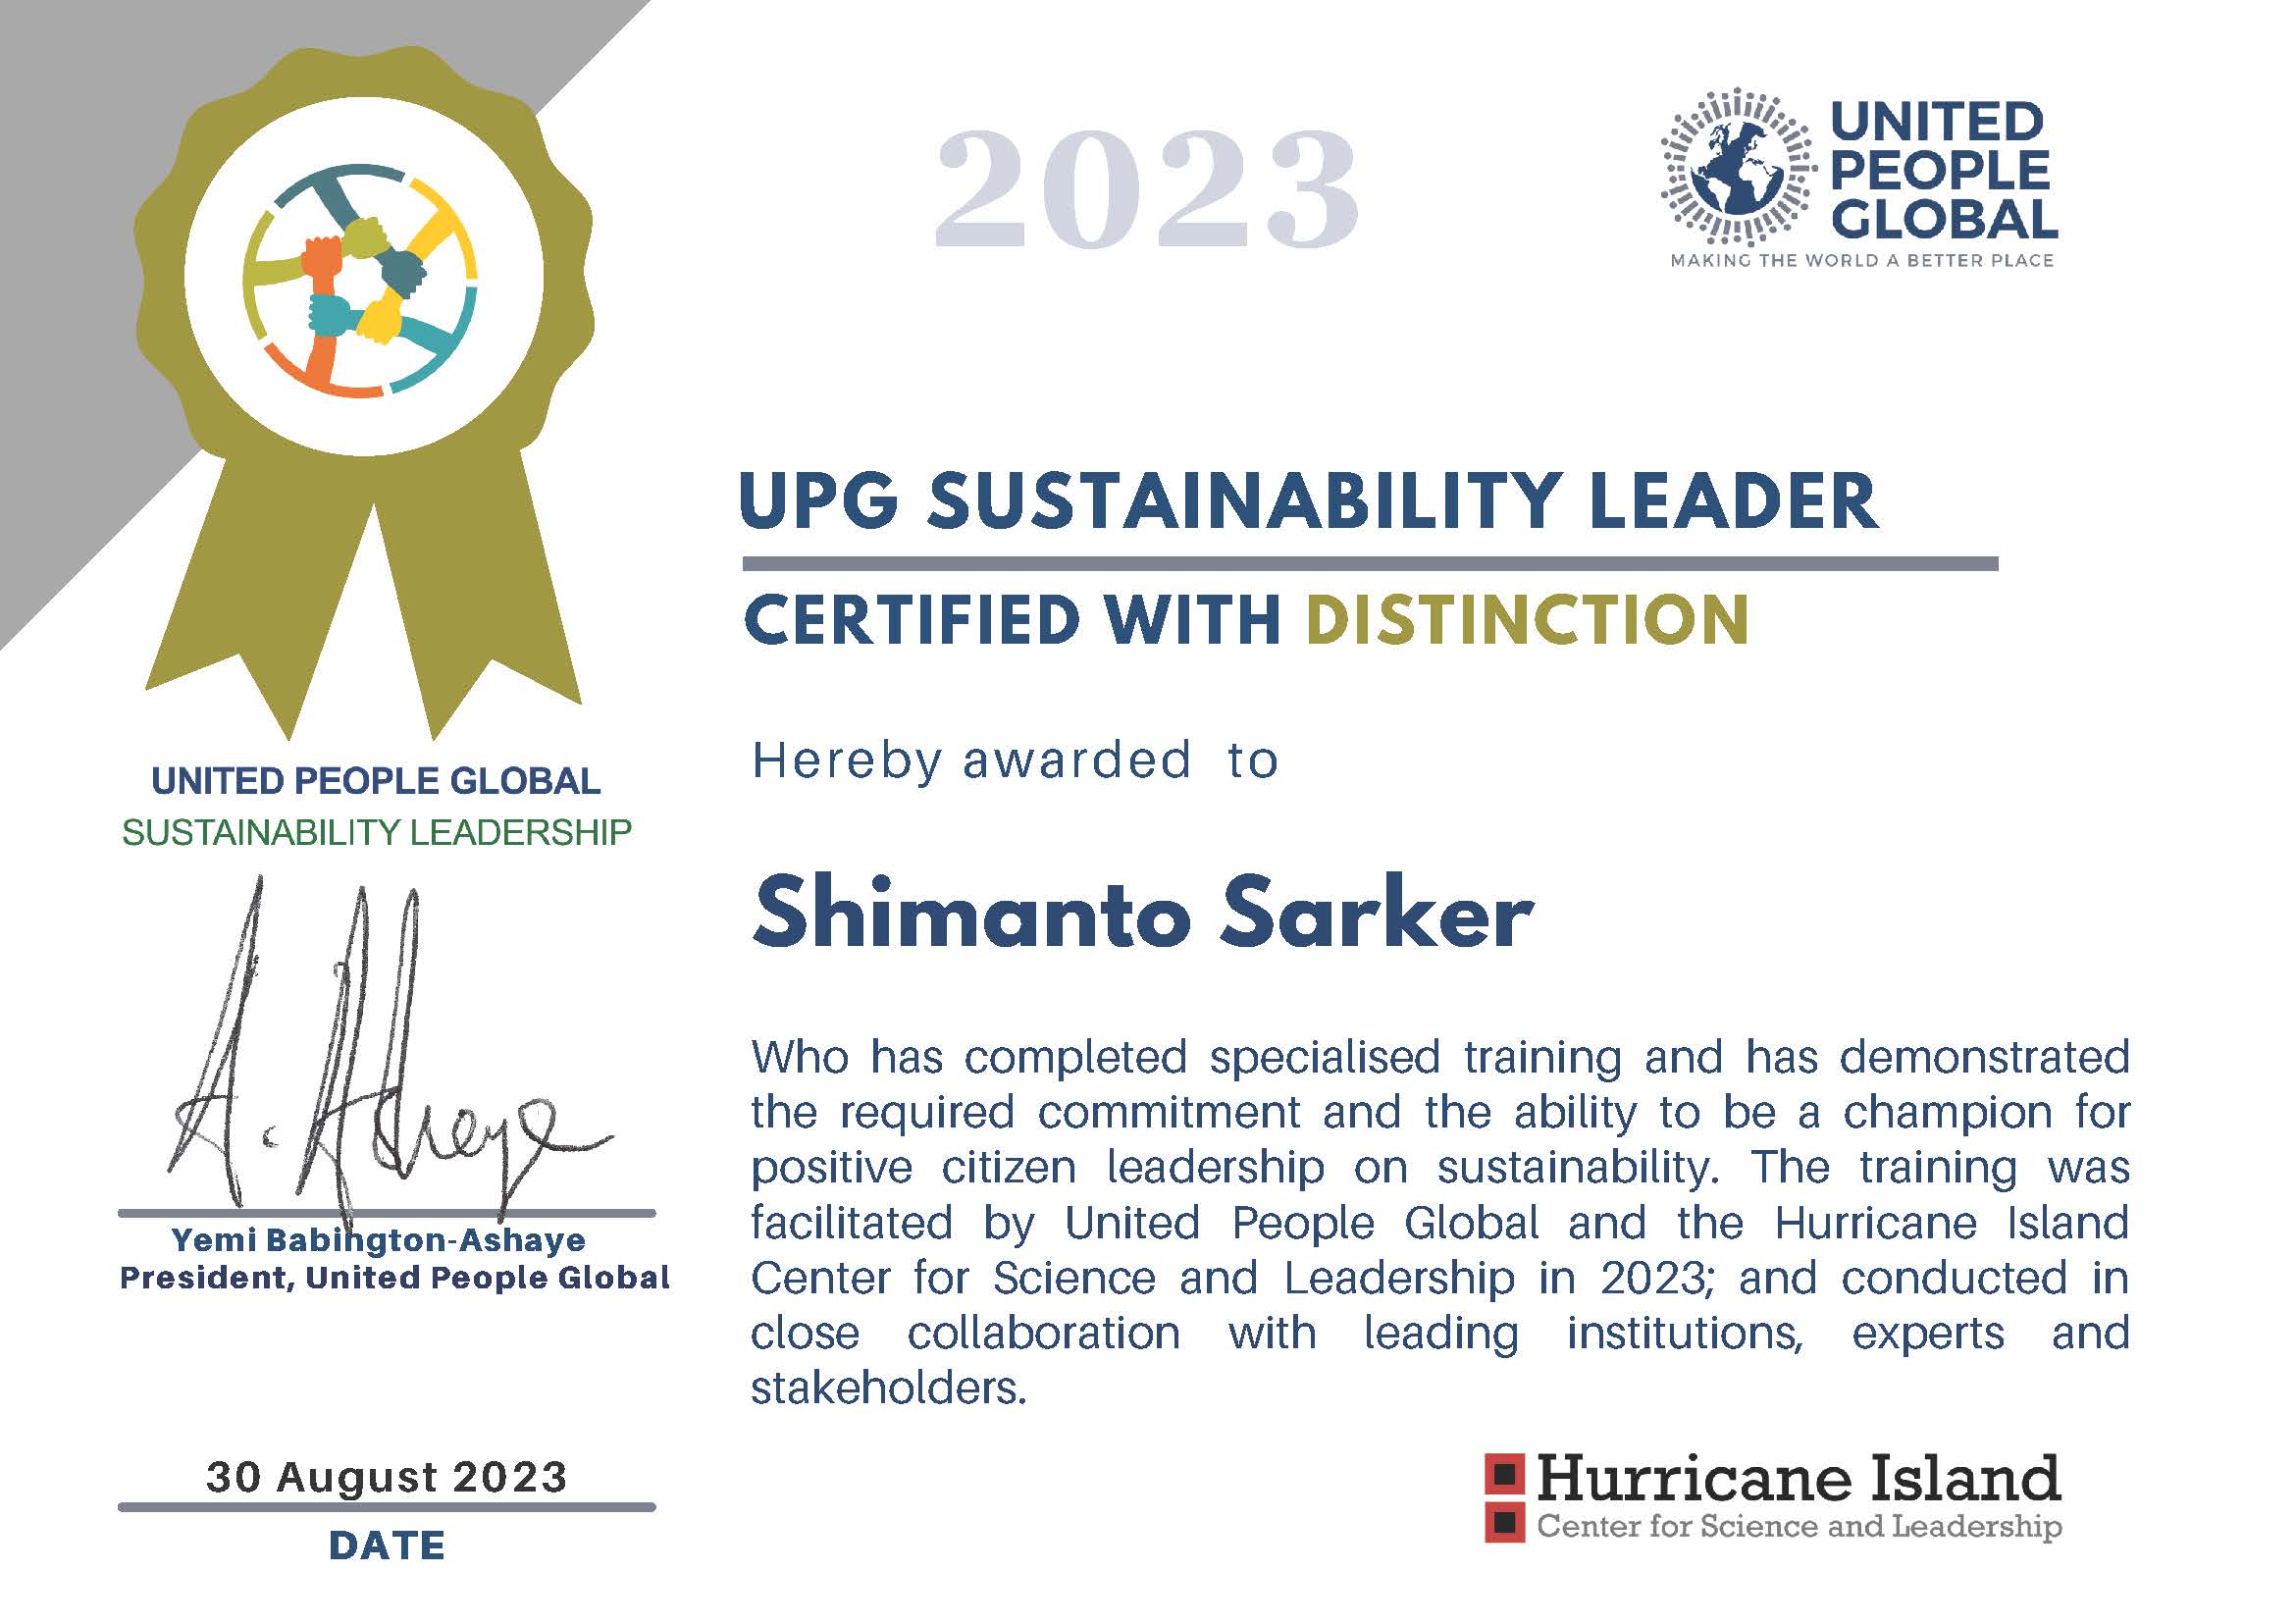 2023
UNITED
PEOPLE
GLOBAL
MAKING THE WORLD A BETTER PLACE
UPG SUSTAINABILITY LEADER
CERTIFIED WITH DISTINCTION
Hereby awarded to
Shimanto Sarker
Who has completed specialised training and has demonstrated
the required commitment and the ability to be a champion for
positive citizen leadership on sustainability. The training was
facilitated by United People Global and the Hurricane Island
Center for Science and Leadership in 2023; and conducted in
close collaboration with leading institutions, experts and
stakeholders.
UNITED PEOPLE GLOBAL
SUSTAINABILITY LEADERSHIP
A. Ashaye
Yemi Babington-Ashaye
President, United People Global
30 August 2023
DATE
Hurricane Island
Center for Science and Leadership